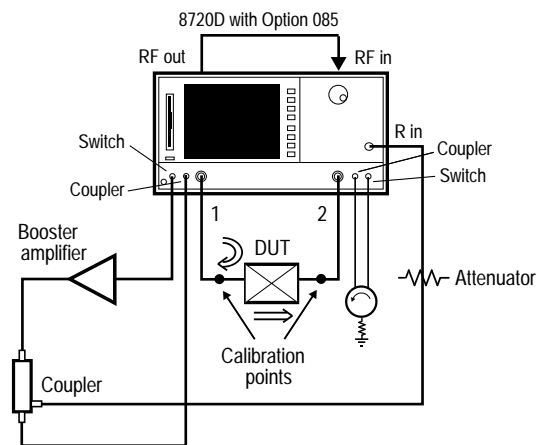 8720D with Option 085
RF out
RF in
R in
Switch
Coupler
Coupler
Switch
1
2
Booster
amplifier
DUT
Attenuator
Calibration
points
Coupler